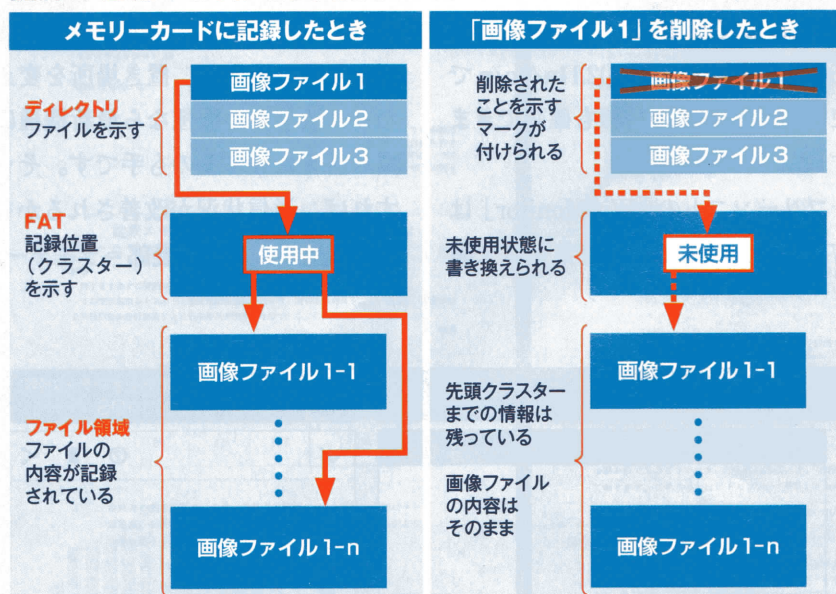 メモリーカードに記録したとき
ディレクトリ
ファイルを示す
画像ファイル1
画像ファイル2
画像ファイル3
FAT
記録位置
(クラスター)
を示す
使用中
ファイル領域
ファイルの
内容が記録
されている
画像ファイル1-1
画像ファイル1-n
「画像ファイル1」を削除したとき
削除された
ことを示す
マークが
付けられる
画像ファイル1
画像ファイル2
画像ファイル3
未使用状態に
書き換えられる
未使用
先頭クラスター
までの情報は
残っている
画像ファイル
の内容は
そのまま
画像ファイル1-1
画像ファイル1-n